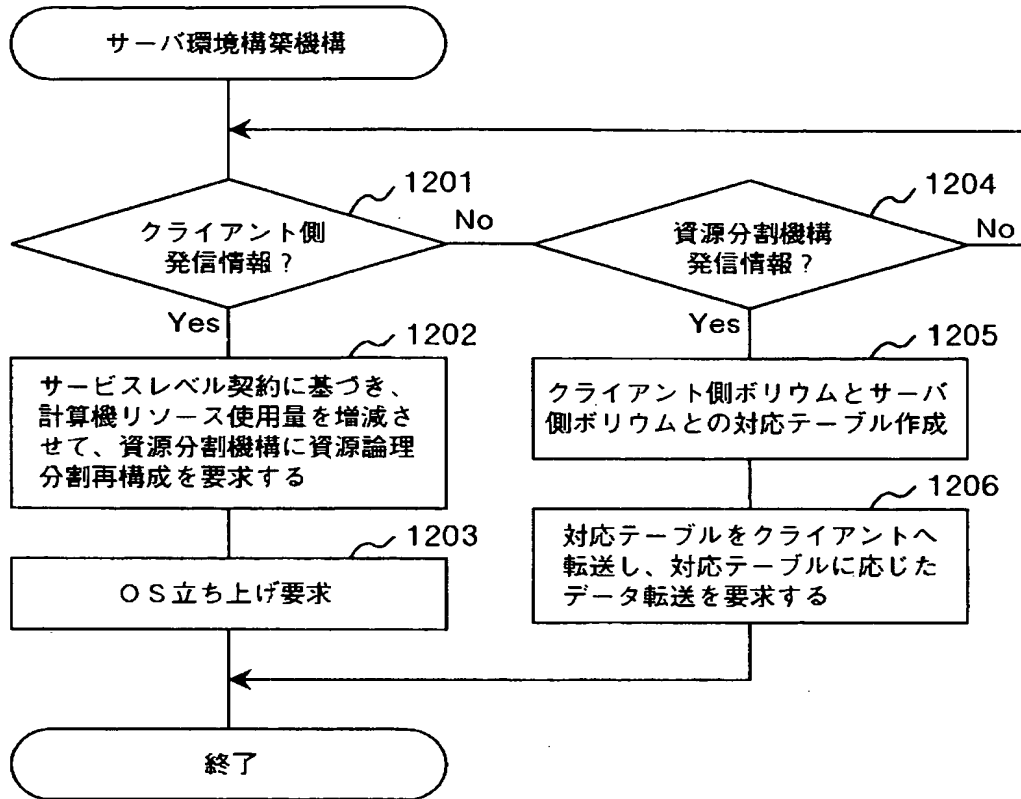 サーバ環境構築機構
1201
クライアント側
発信情報？
No
Yes
1204
資源分割機構
発信情報？
No
Yes
1202
サービスレベル契約に基づき、
計算機リソース使用量を増減さ
せて、資源分割機構に資源論理
分割再構成を要求する
1205
クライアント側ボリウムとサーバ
側ボリウムとの対応テーブル作成
1203
ＯＳ立ち上げ要求
1206
対応テーブルをクライアントへ
転送し、対応テーブルに応じた
データ転送を要求する
終了